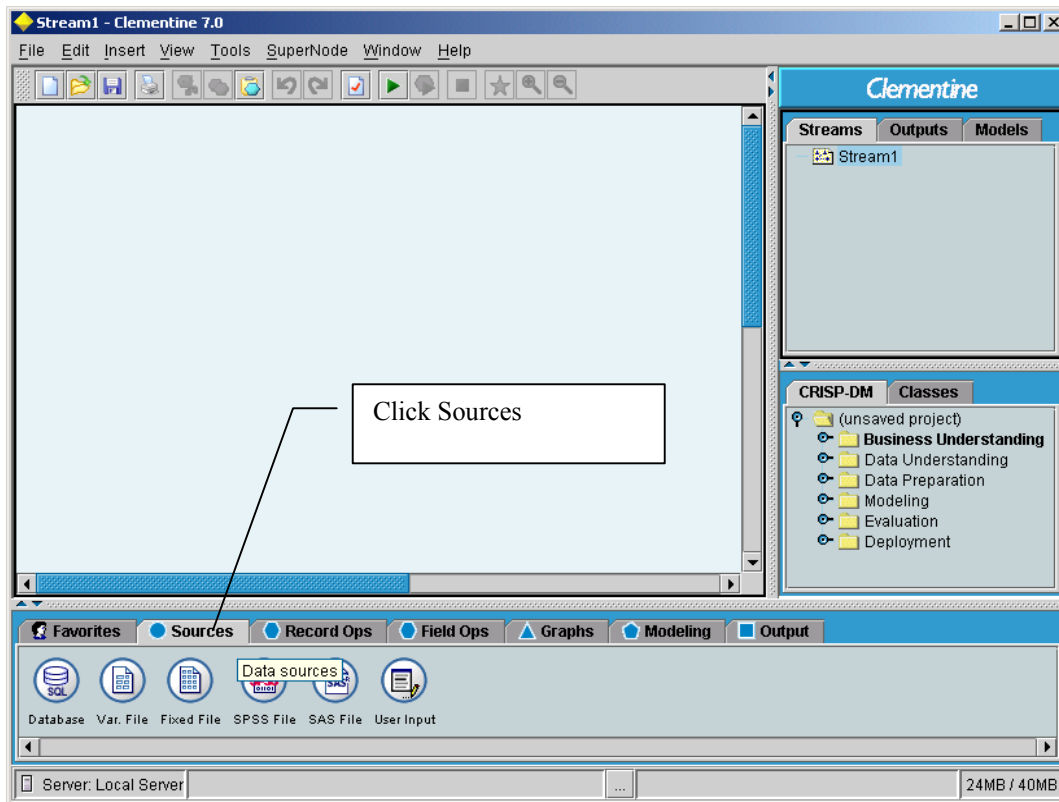 Stream1 - Clementine 7.0
File Edit Insert View Tools SuperNode Window Help
Clementine
Streams Outputs Models
Stream1
Click Sources
CRISP-DM Classes
(unsaved project)
Business Understanding
Data Understanding
Data Preparation
Modeling
Evaluation
Deployment
Favorites Sources Record Ops Field Ops Graphs Modeling Output
Data sources
SQL
SAS
Database Var. File Fixed File SPSS File SAS File User Input
Server: Local Server ... 24MB / 40MB